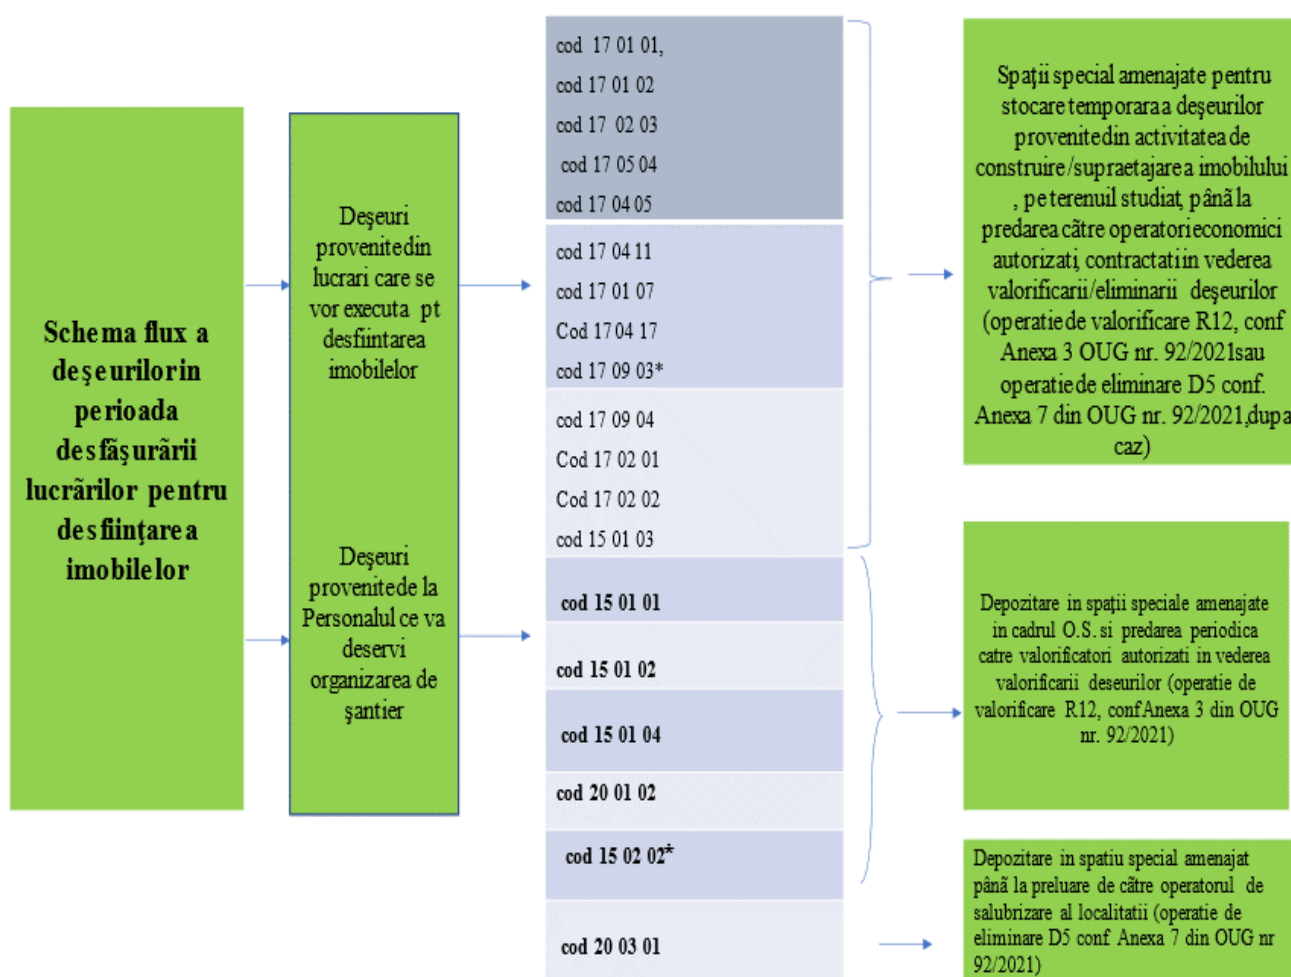 Schema flux a
deşeurilor in
perioada
desfăşurării
lucrărilor pentru
desfiinţarea
imobilelor
Deşeuri
provenite din
lucrari care se
vor executa pt
desfiintarea
imobilelor
Deşeuri
provenite de la
Personalul ce va
deservi
organizarea de
şantier
cod 17 01 01,
cod 17 01 02
cod 17 02 03
cod 17 05 04
cod 17 04 05
cod 17 04 11
cod 17 01 07
Cod 17 04 17
cod 17 09 03*
Cod 17 09 04
Cod 17 02 01
Cod 17 02 02
cod 15 01 03
cod 15 01 01
cod 15 01 02
cod 15 01 04
cod 20 01 02
cod 15 02 02*
cod 20 03 01
Spaţii special amenajate pentru
stocare temporara a deşeurilor
provenite din activitatea de
construire/supraetajare a imobilului
, pe terenuil studiat, până la
predarea către operatori economici
autorizati, contractati in vederea
valorificarii/eliminarii deşeurilor
(operatie de valorificare R12, conf
Anexa 3 OUG nr. 92/2021 sau
operatie de eliminare D5 conf.
Anexa 7 din OUG nr. 92/2021,dupa
caz)
Depozitare in spaţii speciale amenajate
in cadrul O.S. si predarea periodica
catre valorificatori autorizati in vederea
valorificarii deseurilor (operatie de
valorificare R12, conf Anexa 3 din OUG
nr. 92/2021)
Depozitare in spatiu special amenajat
până la preluare de către operatorul de
salubrizare al localitatii (operatie de
eliminare D5 conf Anexa 7 din OUG nr
92/2021)